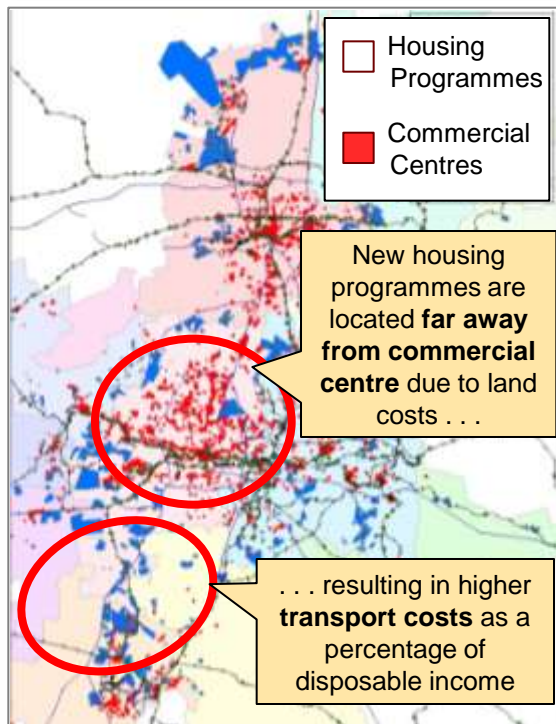 Housing
Programmes
Commercial
Centres
New housing
programmes are
located far away
from commercial
centre due to land
costs . . .
. . . resulting in higher
transport costs as a
percentage of
disposable income